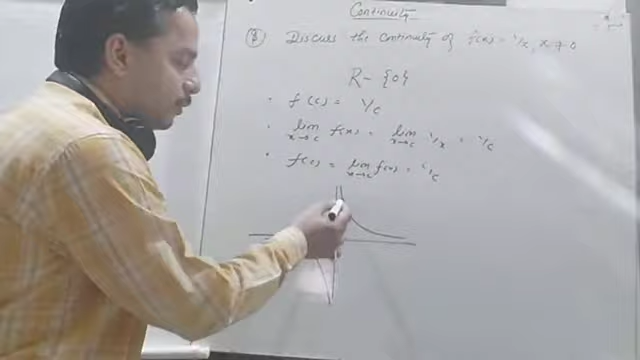 Continuity
Q Discuss the continuity of f(x) = 1/x, x ≠ 0
R - {0}
• f(c) = 1/c
• lim x→c f(x) = lim x→c 1/x = 1/c
• f(c) = lim x→c f(x) = 1/c